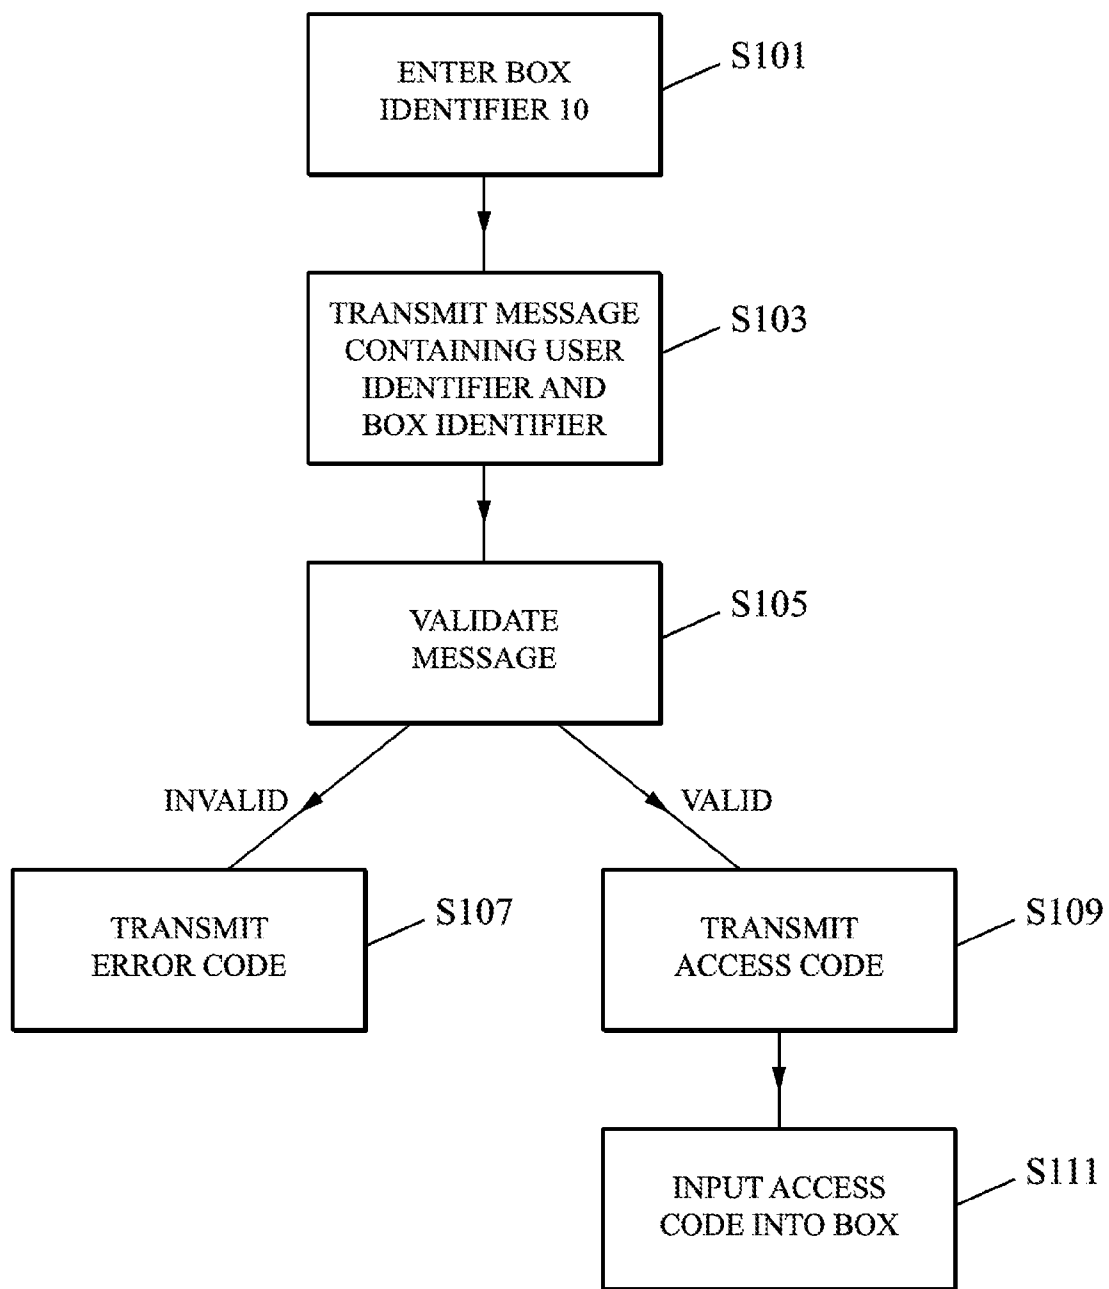 ENTER BOX
IDENTIFIER 10
S101
TRANSMIT MESSAGE
CONTAINING USER
IDENTIFIER AND
BOX IDENTIFIER
S103
VALIDATE
MESSAGE
S105
INVALID
VALID
TRANSMIT
ERROR CODE
S107
TRANSMIT
ACCESS CODE
S109
INPUT ACCESS
CODE INTO BOX
S111